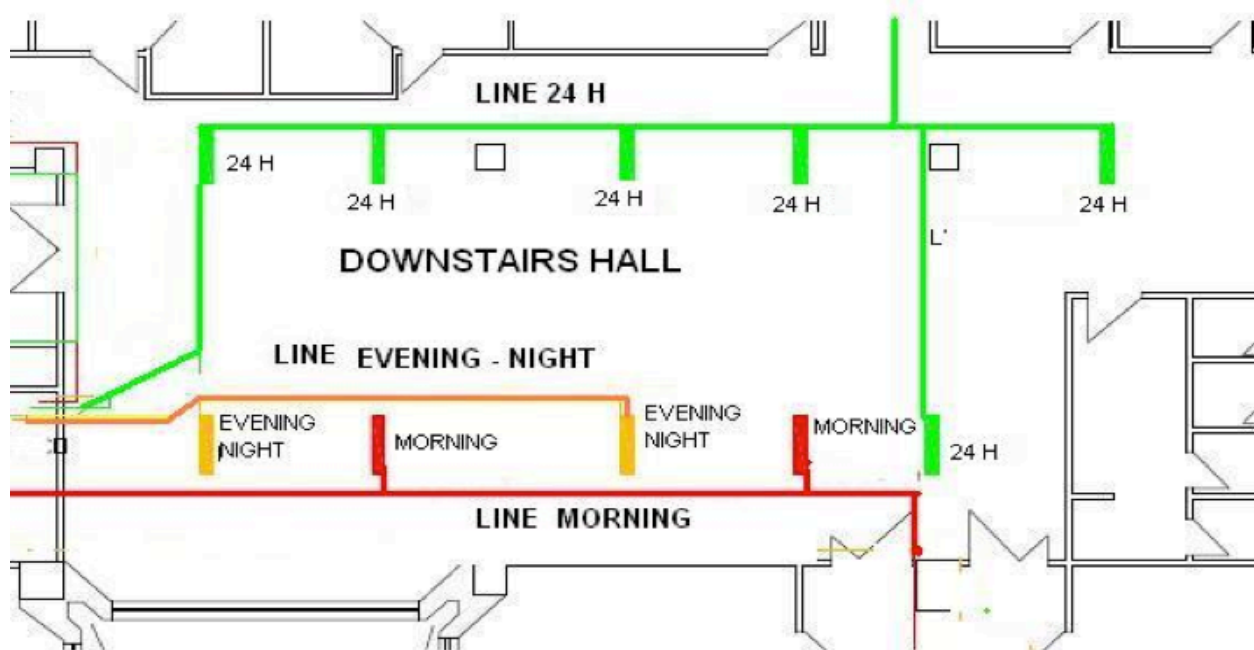 LINE 24 H
24 H
24 H
24 H
24 H
24 H
L'
DOWNSTAIRS HALL
LINE EVENING - NIGHT
EVENING
NIGHT
MORNING
EVENING
NIGHT
MORNING
24 H
LINE MORNING